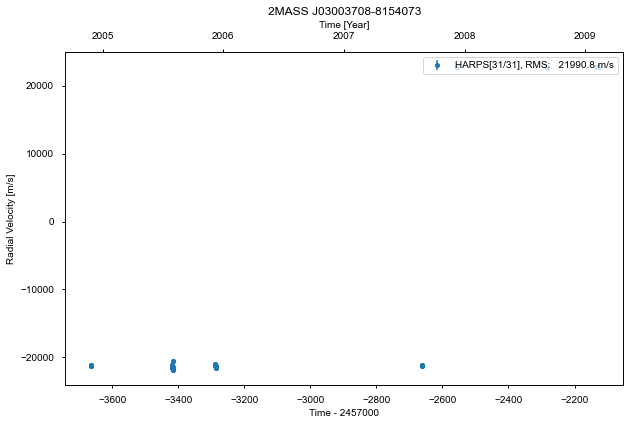 2MASS J03003708-8154073
Time [Year]
2005 2006 2007 2008 2009
HARPS[31/31], RMS: 21990.8 m/s
20000
10000
0
−10000
−20000
Radial Velocity [m/s]
−3600 −3400 −3200 −3000 −2800 −2600 −2400 −2200
Time - 2457000